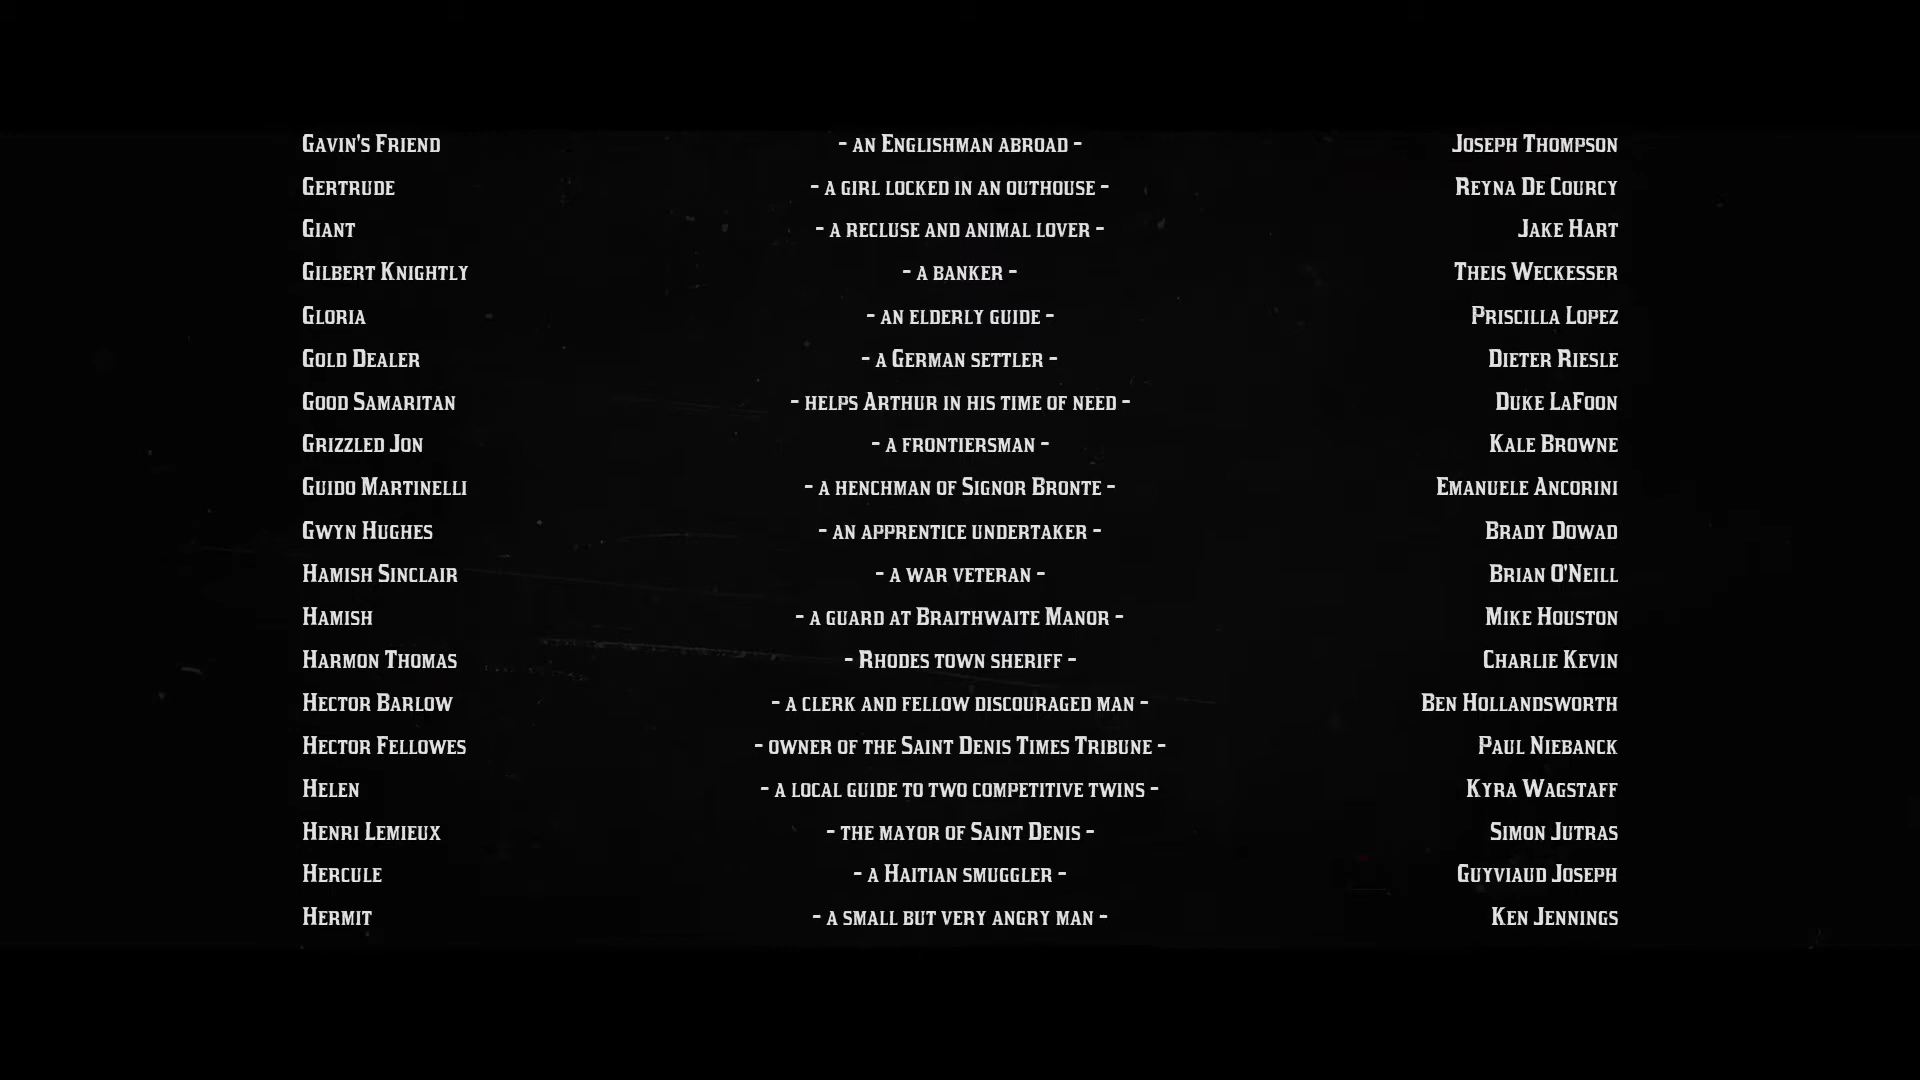 Gavin's Friend - an Englishman abroad - Joseph Thompson
Gertrude - a girl locked in an outhouse - Reyna De Courcy
Giant - a recluse and animal lover - Jake Hart
Gilbert Knightly - a banker - Theis Weckesser
Gloria - an elderly guide - Priscilla Lopez
Gold Dealer - a German settler - Dieter Riesle
Good Samaritan - helps Arthur in his time of need - Duke LaFoon
Grizzled Jon - a frontiersman - Kale Browne
Guido Martinelli - a henchman of Signor Bronte - Emanuele Ancorini
Gwyn Hughes - an apprentice undertaker - Brady Dowad
Hamish Sinclair - a war veteran - Brian O'Neill
Hamish - a guard at Braithwaite Manor - Mike Houston
Harmon Thomas - Rhodes town sheriff - Charlie Kevin
Hector Barlow - a clerk and fellow discouraged man - Ben Hollandsworth
Hector Fellowes - owner of the Saint Denis Times Tribune - Paul Niebanck
Helen - a local guide to two competitive twins - Kyra Wagstaff
Henri Lemieux - the mayor of Saint Denis - Simon Jutras
Hercule - a Haitian smuggler - Guyviaud Joseph
Hermit - a small but very angry man - Ken Jennings